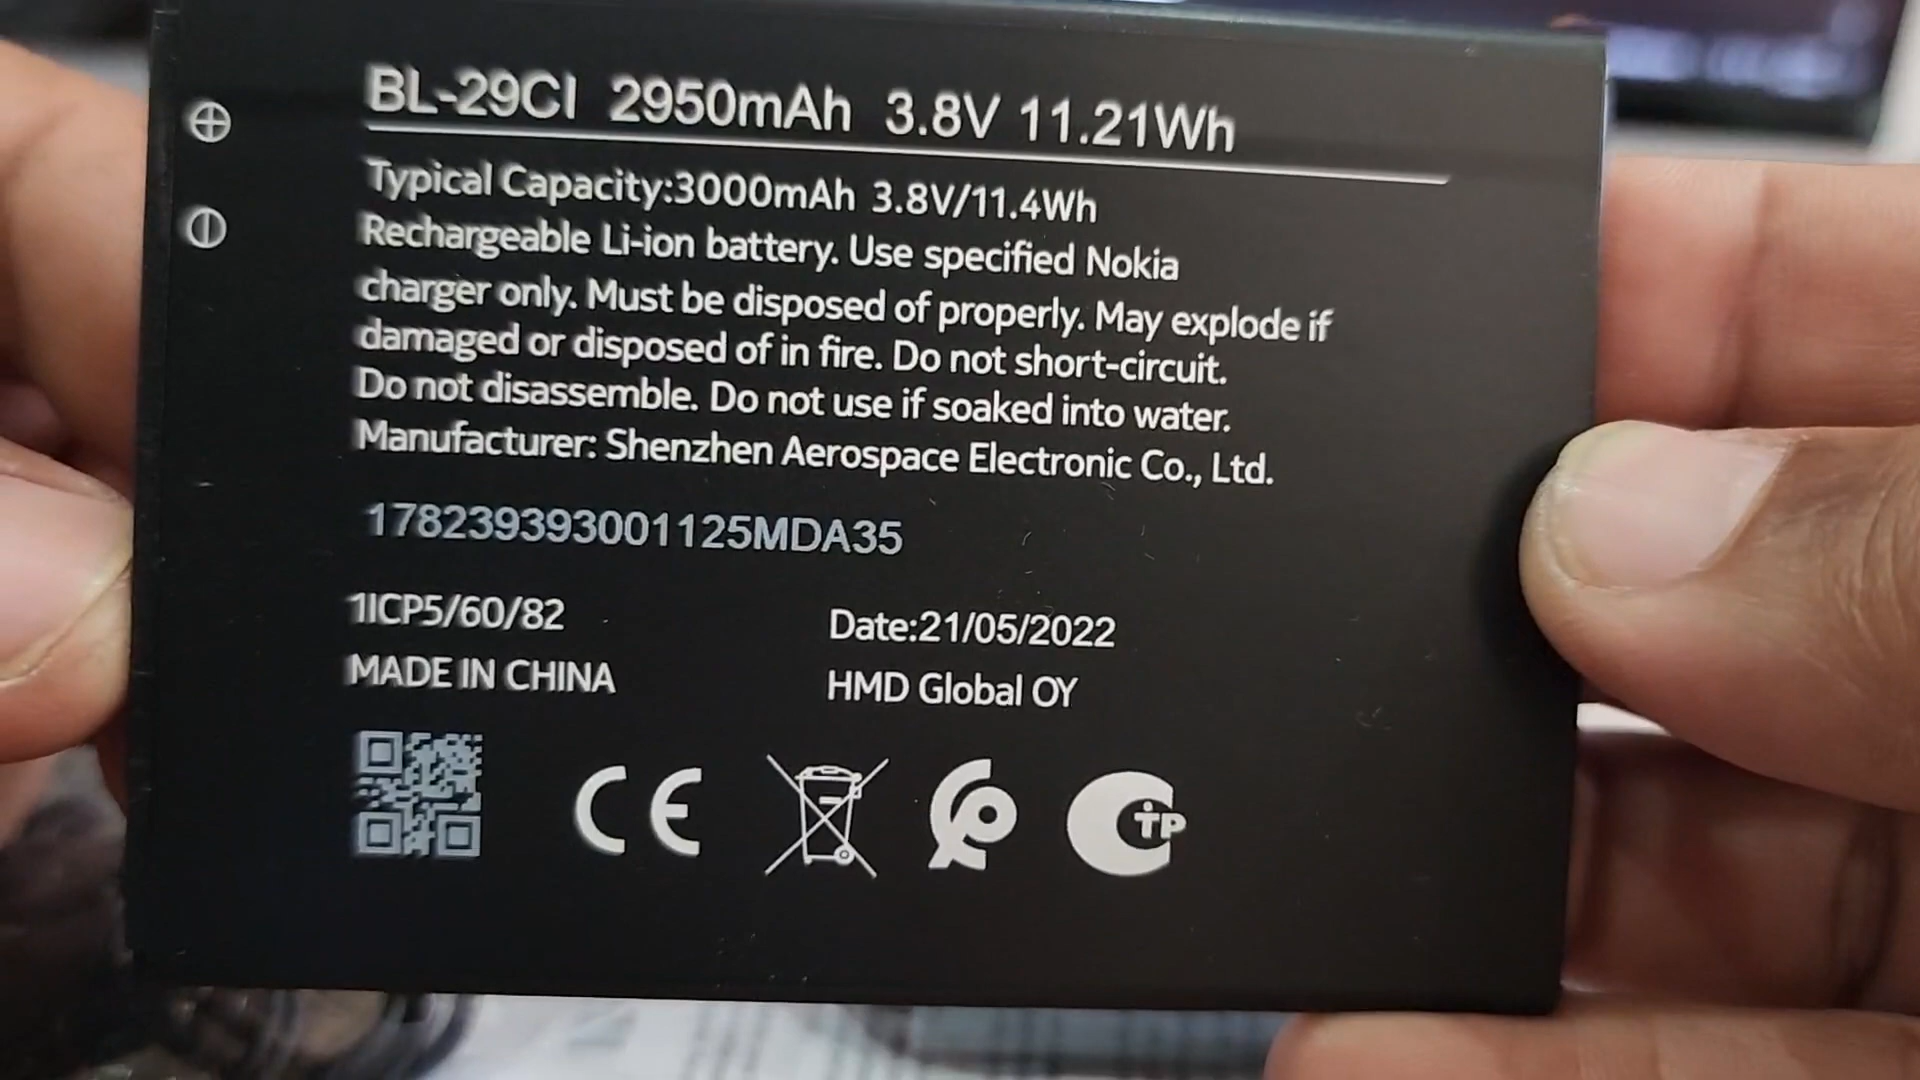 BL-29CI 2950mAh 3.8V 11.21Wh
Typical Capacity:3000mAh 3.8V/11.4Wh
Rechargeable Li-ion battery. Use specified Nokia
charger only. Must be disposed of properly. May explode if
damaged or disposed of in fire. Do not short-circuit.
Do not disassemble. Do not use if soaked into water.
Manufacturer: Shenzhen Aerospace Electronic Co., Ltd.
178239393001125MDA35
1ICP5/60/82
Date:21/05/2022
MADE IN CHINA
HMD Global OY
CE